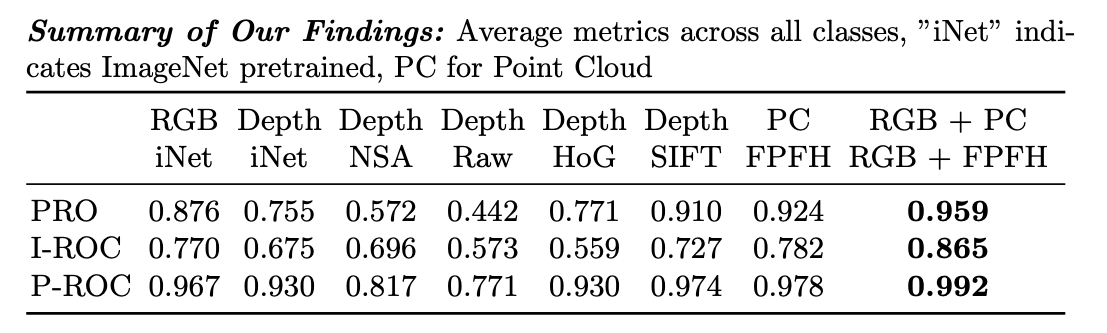 Summary of Our Findings: Average metrics across all classes, ”iNet” indi-
cates ImageNet pretrained, PC for Point Cloud
RGB Depth Depth Depth Depth Depth PC RGB + PC
iNet iNet NSA Raw HoG SIFT FPFH RGB + FPFH
PRO 0.876 0.755 0.572 0.442 0.771 0.910 0.924 0.959
I-ROC 0.770 0.675 0.696 0.573 0.559 0.727 0.782 0.865
P-ROC 0.967 0.930 0.817 0.771 0.930 0.974 0.978 0.992